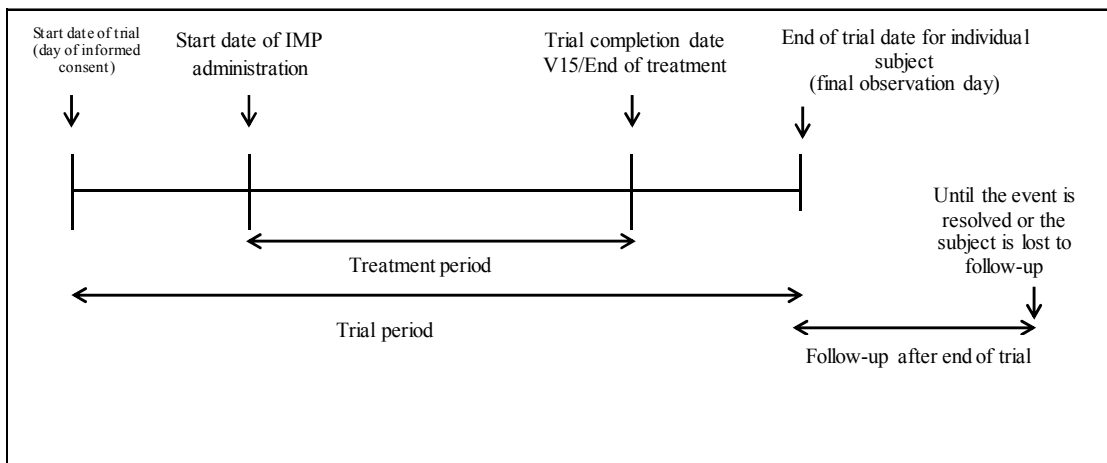 Start date of trial
(day of informed
consent)
Start date of IMP
administration
Trial completion date
V15/End of treatment
End of trial date for individual
subject
(final observation day)
Until the event is
resolved or the
subject is lost to
follow-up
Treatment period
Trial period
Follow-up after end of trial